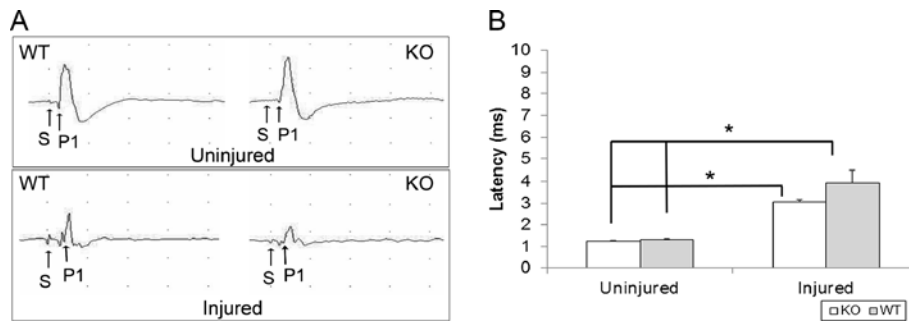 A
WT
KO
S
P1
S
P1
Uninjured
WT
KO
S
P1
S
P1
Injured
B
Latency (ms)
10
9
8
7
6
5
4
3
2
1
0
*
*
Uninjured
Injured
KO
WT